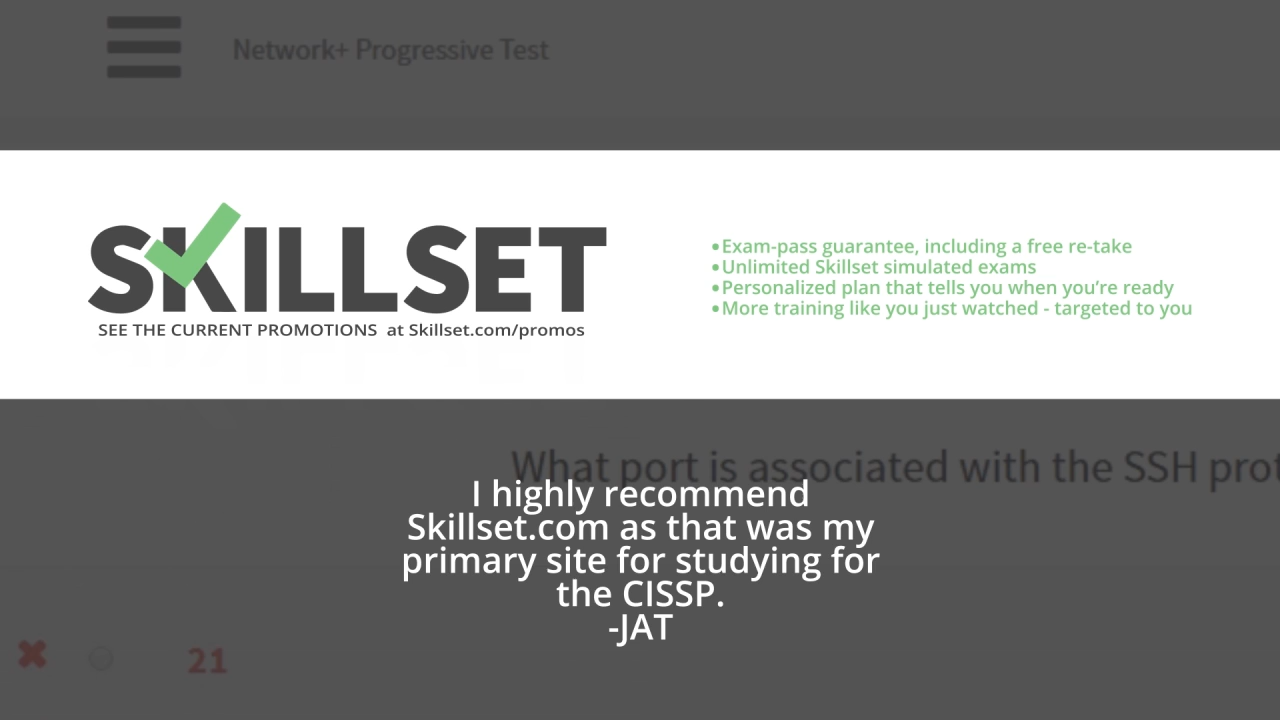 Network+ Progressive Test
SKILLSET
SEE THE CURRENT PROMOTIONS at Skillset.com/promos
•Exam-pass guarantee, including a free re-take
•Unlimited Skillset simulated exams
•Personalized plan that tells you when you're ready
•More training like you just watched - targeted to you
What port is associated with the SSH prot
I highly recommend
Skillset.com as that was my
primary site for studying for
the CISSP.
-JAT
21